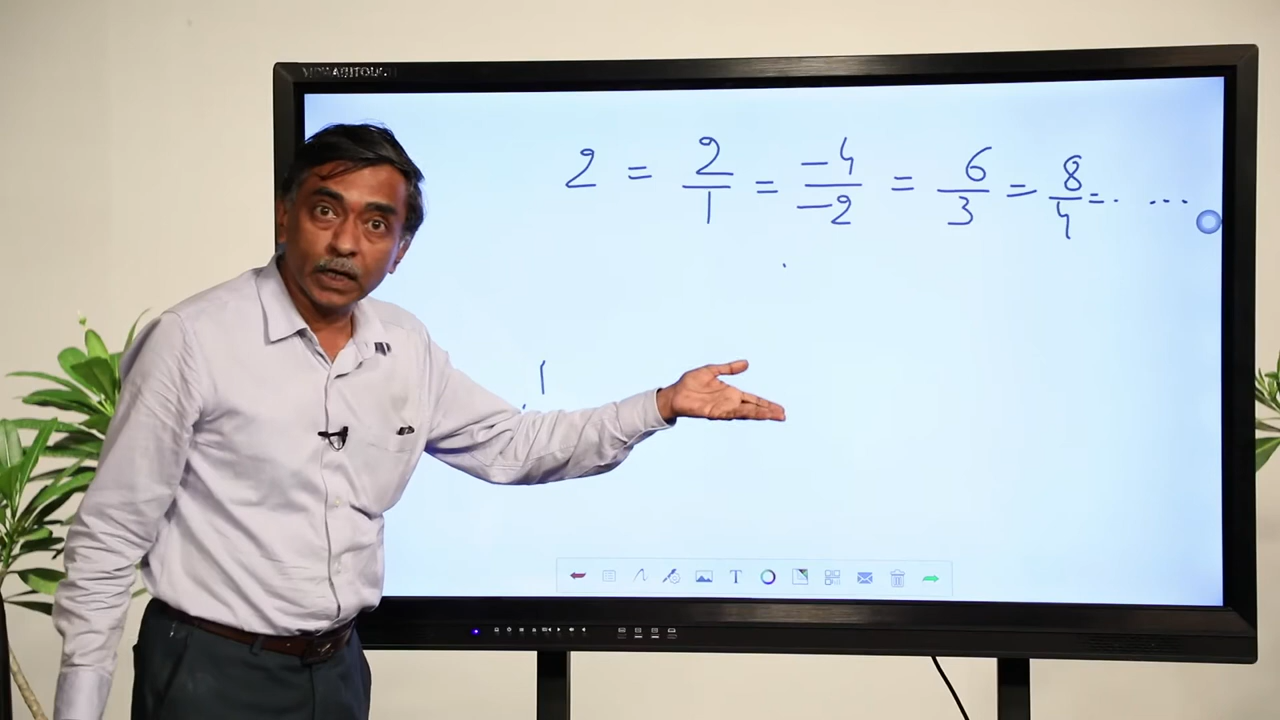 2 = 2/1 = -4/-2 = 6/3 = 8/4 = . ...
1
T